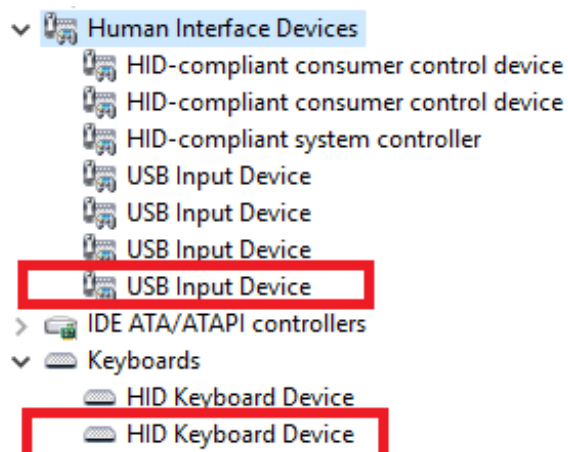 Human Interface Devices
HID-compliant consumer control device
HID-compliant consumer control device
HID-compliant system controller
USB Input Device
USB Input Device
USB Input Device
USB Input Device
IDE ATA/ATAPI controllers
Keyboards
HID Keyboard Device
HID Keyboard Device